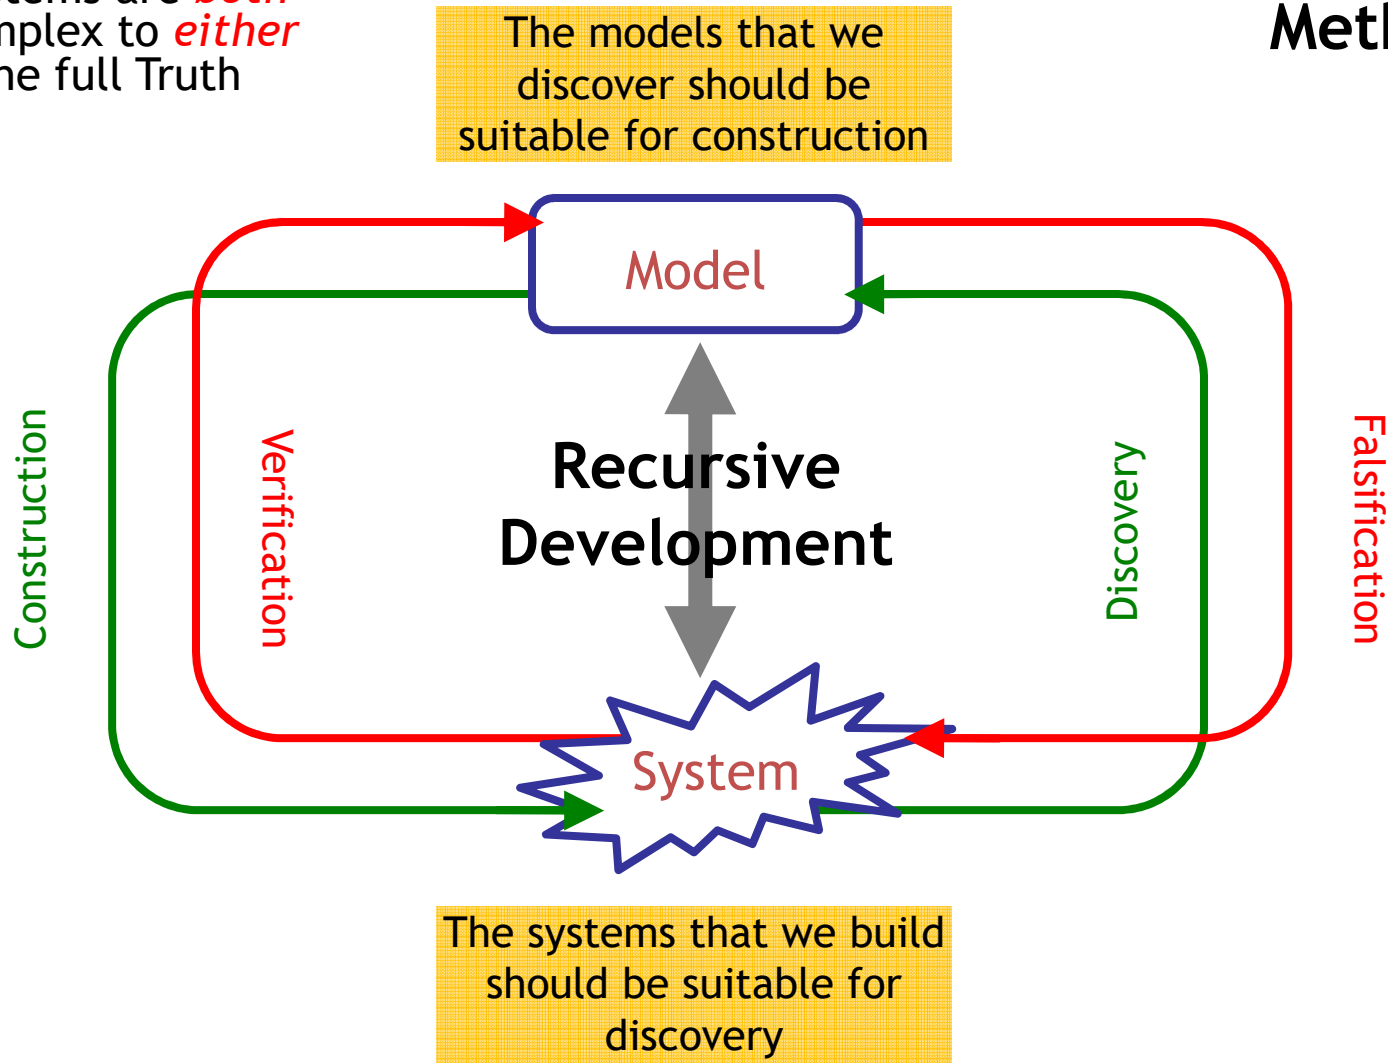 both
mplex to either
he full Truth
The models that we
discover should be
suitable for construction
Model
Construction
Verification
Recursive
Development
Discovery
Falsification
System
The systems that we build
should be suitable for
discovery